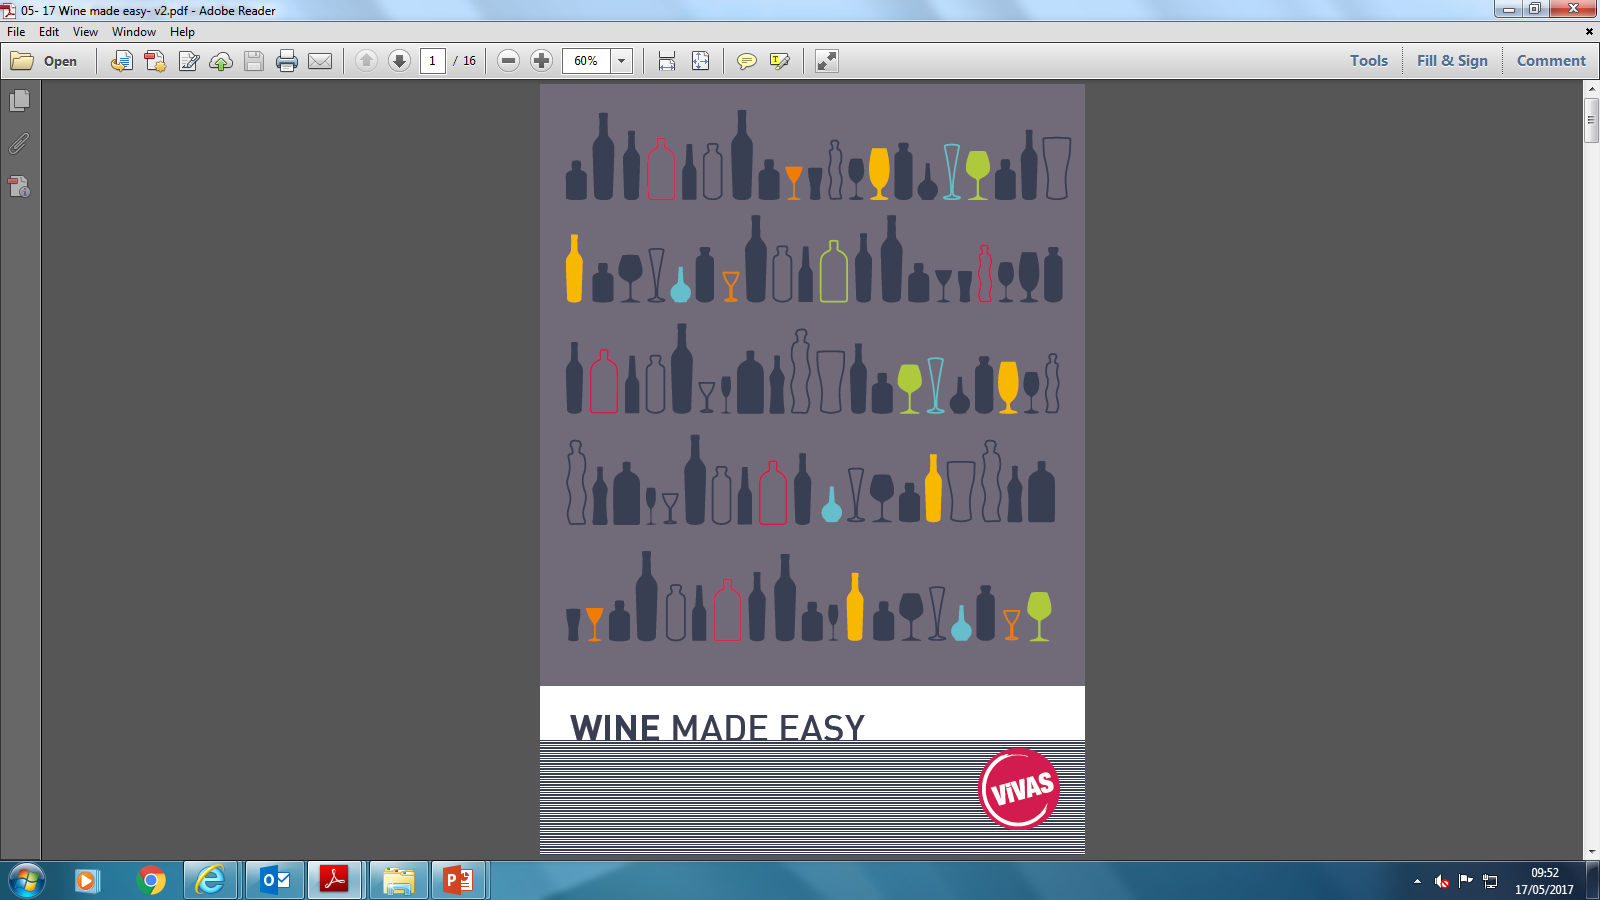 05- 17 Wine made easy- v2.pdf - Adobe Reader
File Edit View Window Help
Open 1 / 16 60% Tools Fill & Sign Comment
WINE MADE EASY
ViVAS
09:52
17/05/2017